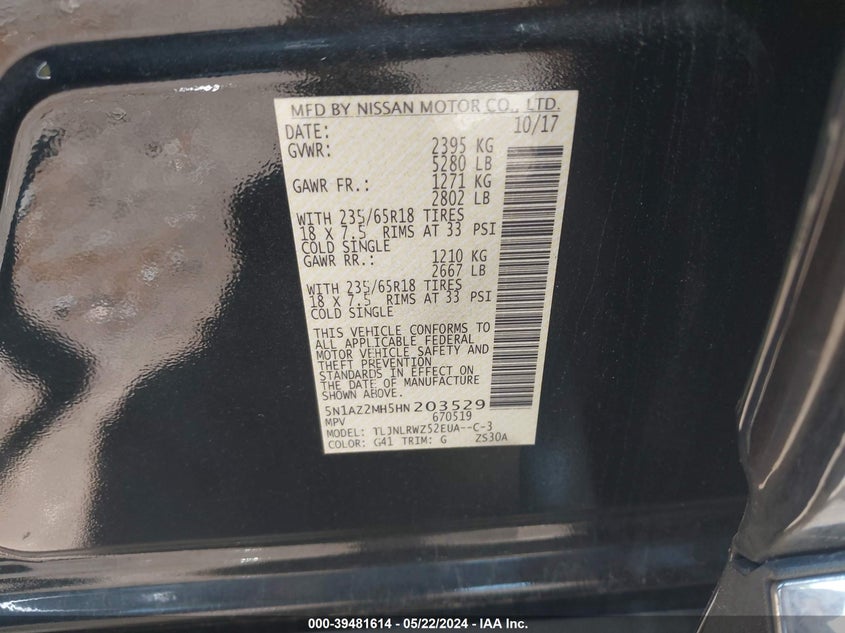 MFD BY NISSAN MOTOR CO., LTD.
DATE: 10/17
GVWR: 2395 KG
5280 LB
GAWR FR.: 1271 KG
2802 LB
WITH 235/65R18 TIRES
18 X 7.5 RIMS AT 33 PSI
COLD SINGLE
GAWR RR.: 1210 KG
2667 LB
WITH 235/65R18 TIRES
18 X 7.5 RIMS AT 33 PSI
COLD SINGLE
THIS VEHICLE CONFORMS TO
ALL APPLICABLE FEDERAL
MOTOR VEHICLE SAFETY AND
THEFT PREVENTION
STANDARDS IN EFFECT ON
THE DATE OF MANUFACTURE
SHOWN ABOVE.
5N1AZ2MH5HN203529
MPV 670519
MODEL: TLJNLRWZ52EUA--C-3
COLOR: G41 TRIM: G ZS30A
000-39481614 - 05/22/2024 - IAA Inc.